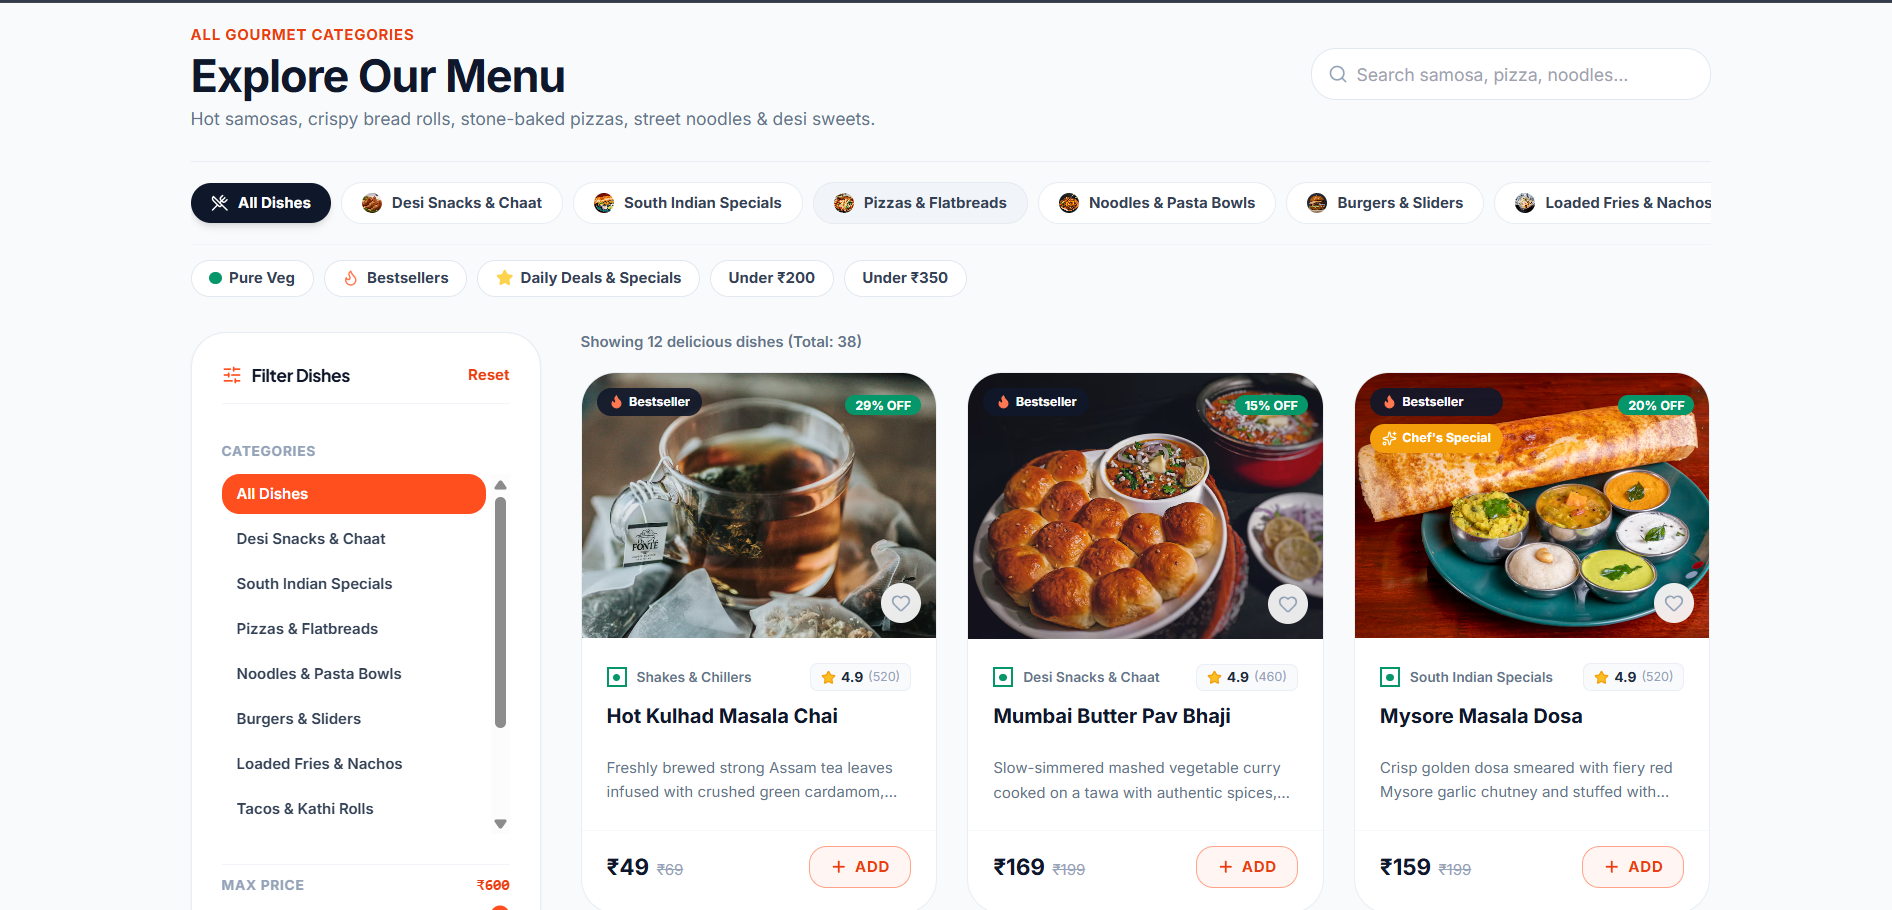 ALL GOURMET CATEGORIES
Explore Our Menu
Search samosa, pizza, noodles...
Hot samosas, crispy bread rolls, stone-baked pizzas, street noodles & desi sweets.
All Dishes
Desi Snacks & Chaat
South Indian Specials
Pizzas & Flatbreads
Noodles & Pasta Bowls
Burgers & Sliders
Loaded Fries & Nachos
Pure Veg
Bestsellers
Daily Deals & Specials
Under ₹200
Under ₹350
Filter Dishes
Reset
CATEGORIES
All Dishes
Desi Snacks & Chaat
South Indian Specials
Pizzas & Flatbreads
Noodles & Pasta Bowls
Burgers & Sliders
Loaded Fries & Nachos
Tacos & Kathi Rolls
MAX PRICE
₹600
Showing 12 delicious dishes (Total: 38)
Bestseller
29% OFF
FONTE
Shakes & Chillers
4.9 (520)
Hot Kulhad Masala Chai
Freshly brewed strong Assam tea leaves
infused with crushed green cardamom,...
₹49 ₹69
ADD
Bestseller
15% OFF
Desi Snacks & Chaat
4.9 (460)
Mumbai Butter Pav Bhaji
Slow-simmered mashed vegetable curry
cooked on a tawa with authentic spices,...
₹169 ₹199
ADD
Bestseller
20% OFF
Chef's Special
South Indian Specials
4.9 (520)
Mysore Masala Dosa
Crisp golden dosa smeared with fiery red
Mysore garlic chutney and stuffed with...
₹159 ₹199
ADD